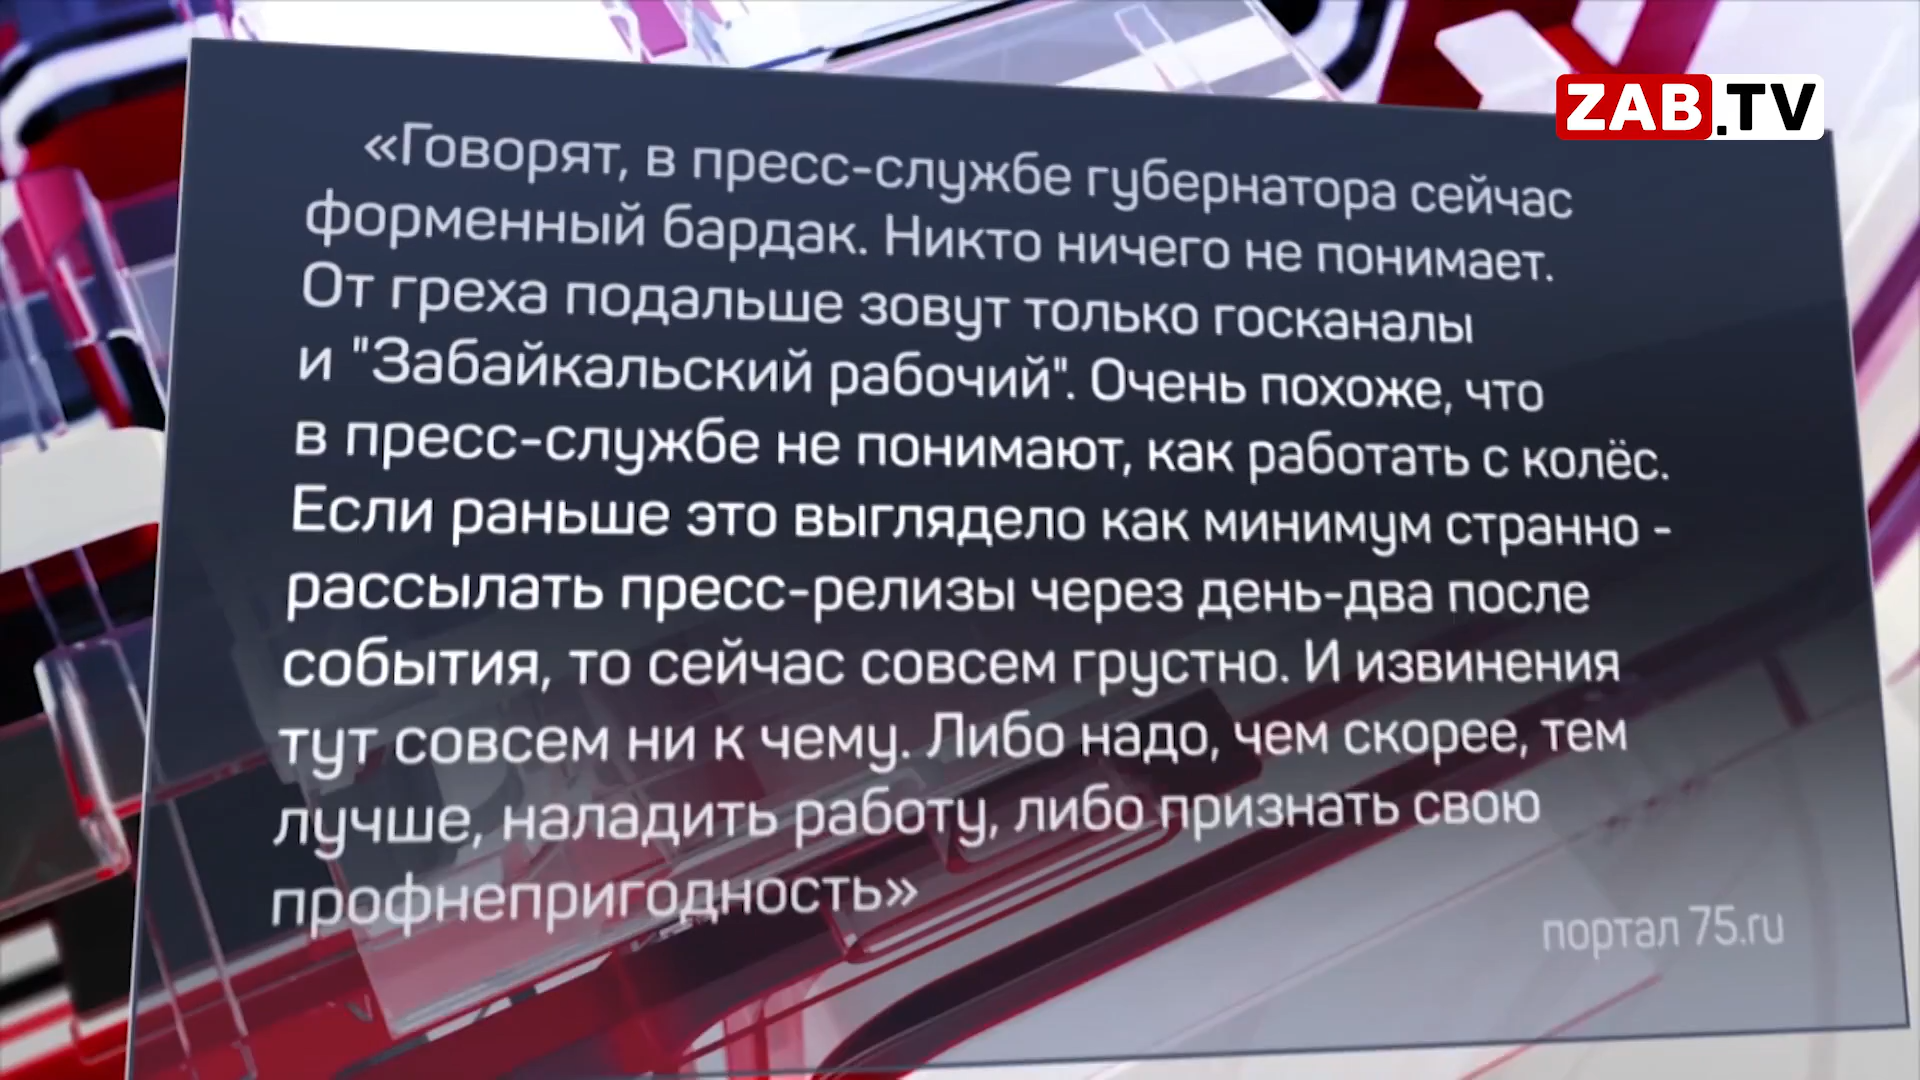 ZAB.TV
«Говорят, в пресс-службе губернатора сейчас
форменный бардак. Никто ничего не понимает.
От греха подальше зовут только госканалы
и "Забайкальский рабочий". Очень похоже, что
в пресс-службе не понимают, как работать с колёс.
Если раньше это выглядело как минимум странно -
рассылать пресс-релизы через день-два после
события, то сейчас совсем грустно. И извинения
тут совсем ни к чему. Либо надо, чем скорее, тем
лучше, наладить работу, либо признать свою
профнепригодность»
портал 75.ru